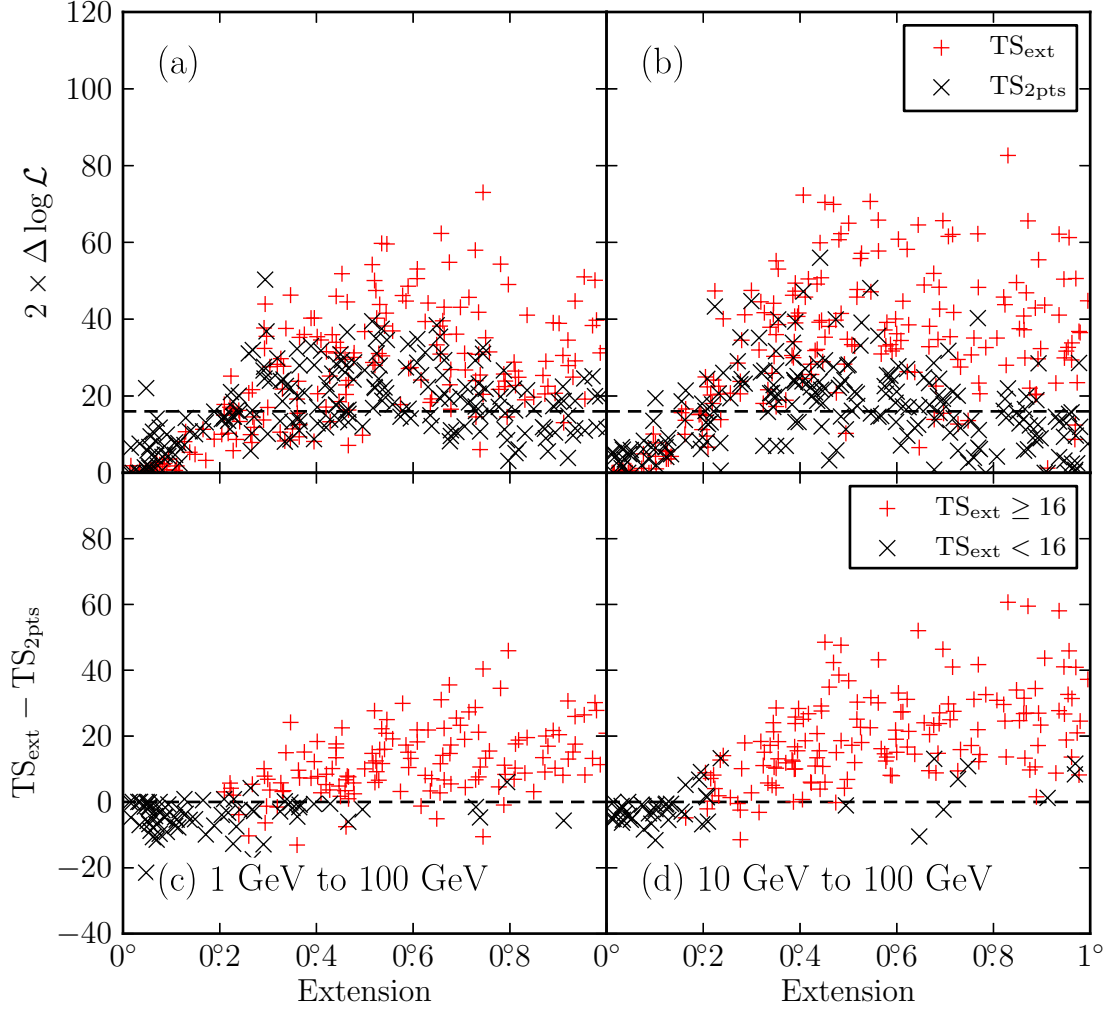 120
100
80
60
40
20
0
2 × Δ log ℒ
(a)
(b)
TS_ext
TS_2pts
80
60
40
20
0
−20
−40
TS_ext − TS_2pts
TS_ext ≥ 16
TS_ext < 16
(c) 1 GeV to 100 GeV
(d) 10 GeV to 100 GeV
0° 0.°2 0.°4 0.°6 0.°8 0° 0.°2 0.°4 0.°6 0.°8 1°
Extension Extension